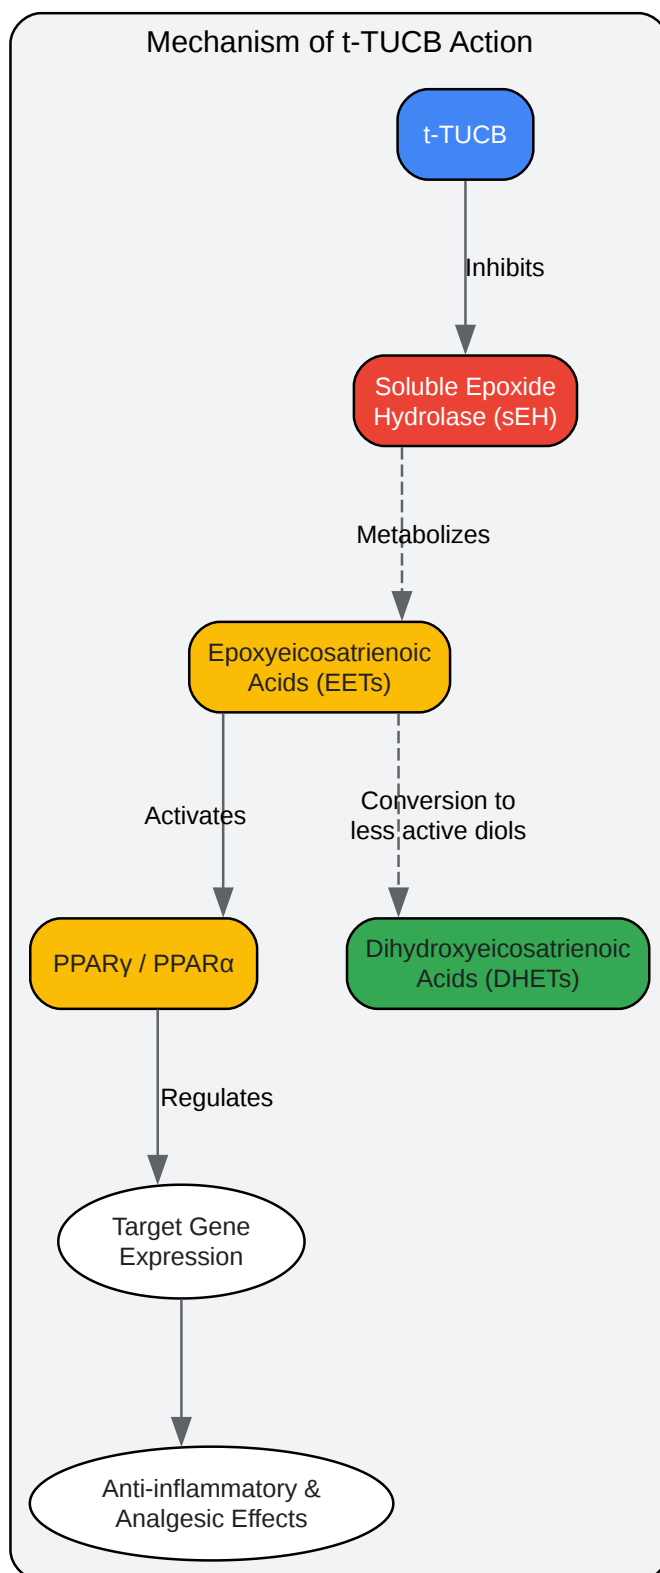 Mechanism of t-TUCB Action
t-TUCB
Inhibits
Soluble Epoxide
Hydrolase (sEH)
Metabolizes
Epoxyeicosatrienoic
Acids (EETs)
Activates
Conversion to
less active diols
PPARγ / PPARα
Dihydroxyeicosatrienoic
Acids (DHETs)
Regulates
Target Gene
Expression
Anti-inflammatory &
Analgesic Effects